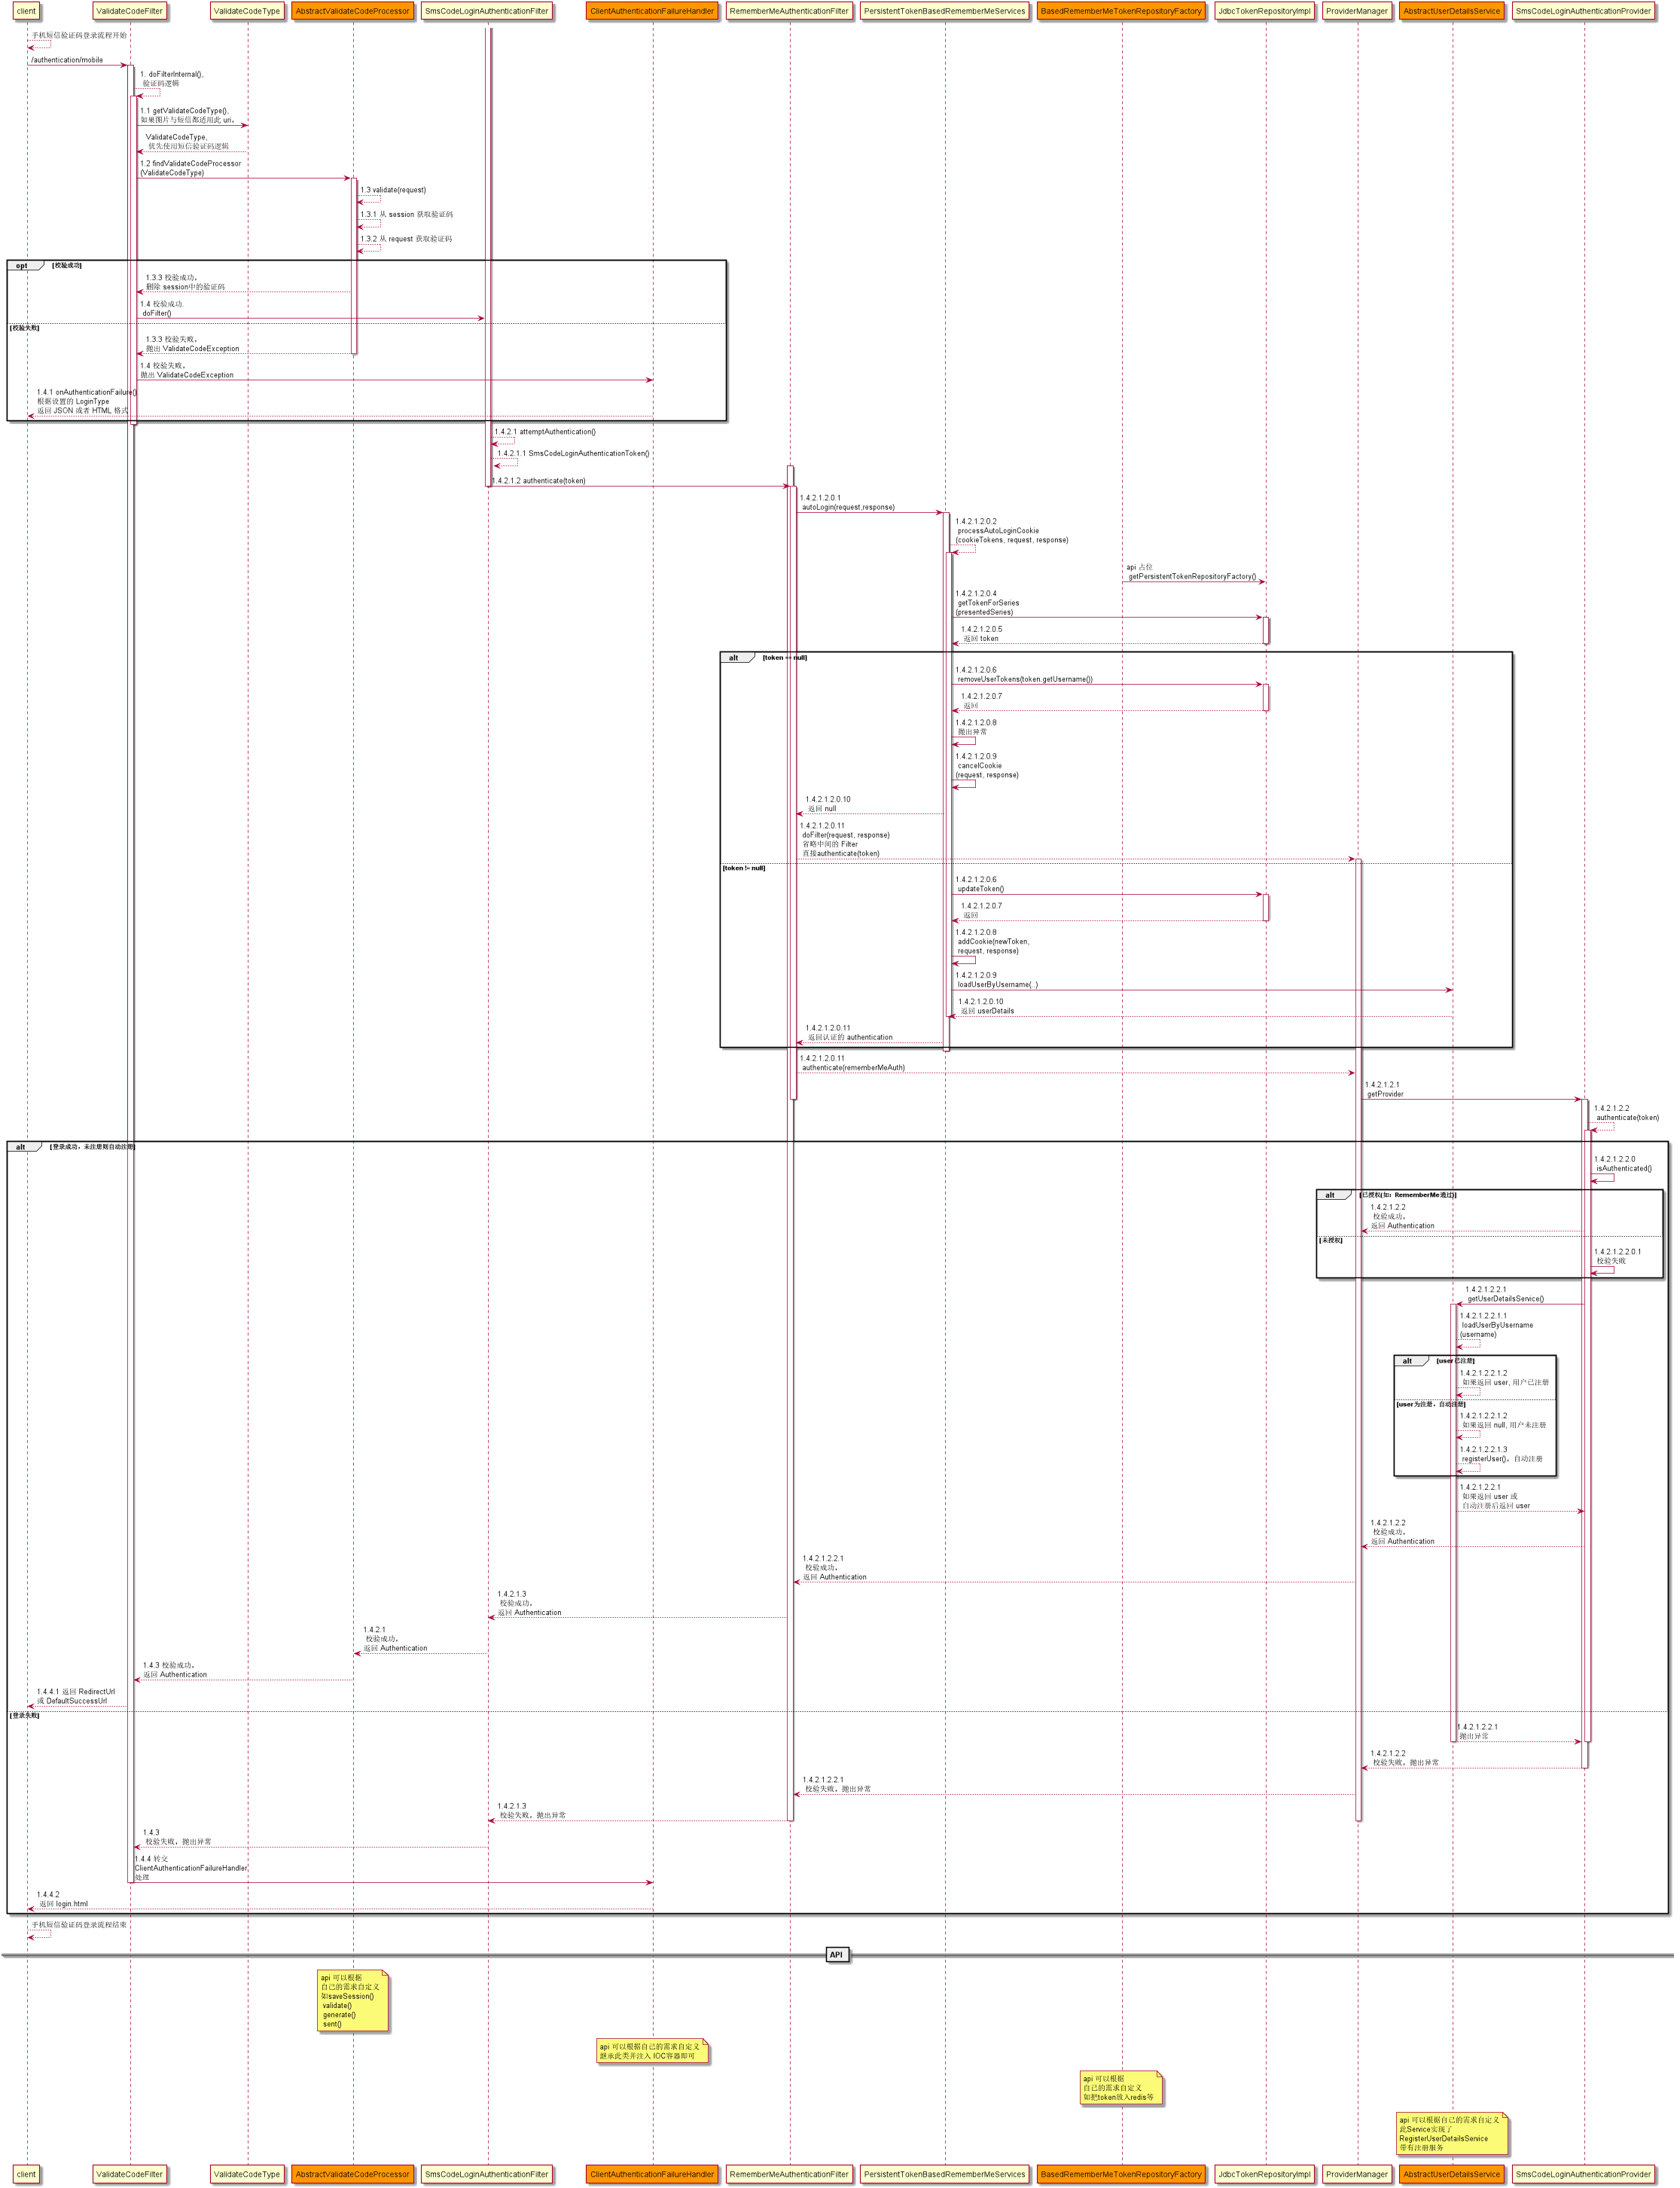 client
ValidateCodeFilter
ValidateCodeType
AbstractValidateCodeProcessor
SmsCodeLoginAuthenticationFilter
ClientAuthenticationFailureHandler
RememberMeAuthenticationFilter
PersistentTokenBasedRememberMeServices
BasedRememberMeTokenRepositoryFactory
JdbcTokenRepositoryImpl
ProviderManager
AbstractUserDetailsService
SmsCodeLoginAuthenticationProvider
手机短信验证码登录流程开始
/authentication/mobile
1. doFilterInternal(),
验证码逻辑
1.1 getValidateCodeType(),
如果图片与短信都适用此 uri,
ValidateCodeType,
优先使用短信验证码逻辑
1.2 findValidateCodeProcessor
(ValidateCodeType)
1.3 validate(request)
1.3.1 从 session 获取验证码
1.3.2 从 request 获取验证码
opt [校验成功]
1.3.3 校验成功，
删除 session中的验证码
1.4 校验成功.
doFilter()
[校验失败]
1.3.3 校验失败，
抛出 ValidateCodeException
1.4 校验失败，
抛出 ValidateCodeException
1.4.1 onAuthenticationFailure()
根据设置的 LoginType
返回 JSON 或者 HTML 格式
1.4.2.1 attemptAuthentication()
1.4.2.1.1 SmsCodeLoginAuthenticationToken()
1.4.2.1.2 authenticate(token)
1.4.2.1.2.0.1
autoLogin(request,response)
1.4.2.1.2.0.2
processAutoLoginCookie
(cookieTokens, request, response)
api 占位
getPersistentTokenRepositoryFactory()
1.4.2.1.2.0.4
getTokenForSeries
(presentedSeries)
1.4.2.1.2.0.5
返回 token
alt [token == null]
1.4.2.1.2.0.6
removeUserTokens(token.getUsername())
1.4.2.1.2.0.7
返回
1.4.2.1.2.0.8
抛出异常
1.4.2.1.2.0.9
cancelCookie
(request, response)
1.4.2.1.2.0.10
返回 null
1.4.2.1.2.0.11
doFilter(request, response)
省略中间的 Filter
直接authenticate(token)
[token != null]
1.4.2.1.2.0.6
updateToken()
1.4.2.1.2.0.7
返回
1.4.2.1.2.0.8
addCookie(newToken,
request, response)
1.4.2.1.2.0.9
loadUserByUsername(..)
1.4.2.1.2.0.10
返回 userDetails
1.4.2.1.2.0.11
返回认证的 authentication
1.4.2.1.2.0.11
authenticate(rememberMeAuth)
1.4.2.1.2.1
getProvider
1.4.2.1.2.2
authenticate(token)
alt [登录成功，未注册则自动注册]
1.4.2.1.2.2.0
isAuthenticated()
alt [已授权(如：RememberMe通过)]
1.4.2.1.2.2
校验成功，
返回 Authentication
[未授权]
1.4.2.1.2.2.0.1
校验失败
1.4.2.1.2.2.1
getUserDetailsService()
1.4.2.1.2.2.1.1
loadUserByUsername
(username)
alt [user 已注册]
1.4.2.1.2.2.1.2
如果返回 user, 用户已注册
[user 为注册，自动注册]
1.4.2.1.2.2.1.2
如果返回 null, 用户未注册
1.4.2.1.2.2.1.3
registerUser()，自动注册
1.4.2.1.2.2.1
如果返回 user 或
自动注册后返回 user
1.4.2.1.2.2
校验成功，
返回 Authentication
1.4.2.1.2.2.1
校验成功，
返回 Authentication
1.4.2.1.3
校验成功，
返回 Authentication
1.4.2.1
校验成功，
返回 Authentication
1.4.3 校验成功，
返回 Authentication
1.4.4.1 返回 RedirectUrl
或 DefaultSuccessUrl
[登录失败]
1.4.2.1.2.2.1
抛出异常
1.4.2.1.2.2
校验失败，抛出异常
1.4.2.1.2.2.1
校验失败，抛出异常
1.4.2.1.3
校验失败，抛出异常
1.4.3
校验失败，抛出异常
1.4.4 转交
ClientAuthenticationFailureHandler
处理
1.4.4.2
返回 login.html
手机短信验证码登录流程结束
API
api 可以根据
自己的需求自定义
如saveSession()
validate()
generate()
sent()
api 可以根据自己的需求自定义
继承此类并注入 IOC容器即可
api 可以根据
自己的需求自定义
如把token放入redis等
api 可以根据自己的需求自定义
此Service实现了
RegisterUserDetailsService
带有注册服务
client
ValidateCodeFilter
ValidateCodeType
AbstractValidateCodeProcessor
SmsCodeLoginAuthenticationFilter
ClientAuthenticationFailureHandler
RememberMeAuthenticationFilter
PersistentTokenBasedRememberMeServices
BasedRememberMeTokenRepositoryFactory
JdbcTokenRepositoryImpl
ProviderManager
AbstractUserDetailsService
SmsCodeLoginAuthenticationProvider